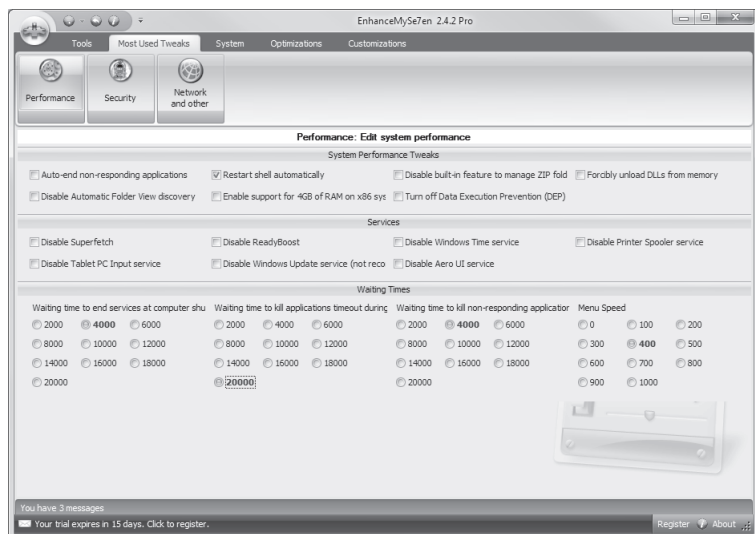 EnhanceMySe7en 2.4.2 Pro
Tools Most Used Tweaks System Optimizations Customizations
Performance Security Network and other
Performance: Edit system performance
System Performance Tweaks
Auto-end non-responding applications Restart shell automatically Disable built-in feature to manage ZIP fold Forcibly unload DLLs from memory
Disable Automatic Folder View discovery Enable support for 4GB of RAM on x86 sys Turn off Data Execution Prevention (DEP)
Services
Disable Superfetch Disable ReadyBoost Disable Windows Time service Disable Printer Spooler service
Disable Tablet PC Input service Disable Windows Update service (not reco Disable Aero UI service
Waiting Times
Waiting time to end services at computer shu Waiting time to kill applications timeout during Waiting time to kill non-responding application Menu Speed
2000 4000 6000 2000 4000 6000 2000 4000 6000 0 100 200
8000 10000 12000 8000 10000 12000 8000 10000 12000 300 400 500
14000 16000 18000 14000 16000 18000 14000 16000 18000 600 700 800
20000 20000 20000 900 1000
You have 3 messages
Your trial expires in 15 days. Click to register. Register About